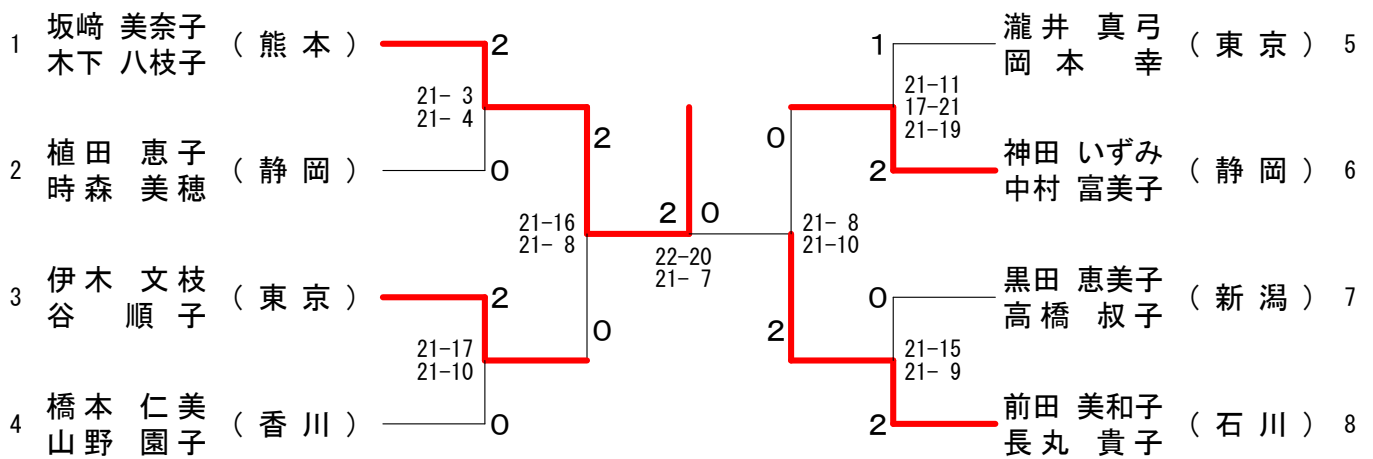 1 坂﨑 美奈子 (熊本)
木下 八枝子
2
21- 3
21- 4
2 植田 恵子 (静岡)
時森 美穂
0
2
21-16
21- 8
3 伊木 文枝 (東京)
谷 順子
2
21-17
21-10
0
4 橋本 仁美 (香川)
山野 園子
0
2 0
22-20
21- 7
1
瀧井 真弓 (東京) 5
岡本 幸
21-11
17-21
21-19
0
2
神田 いずみ (静岡) 6
中村 富美子
21- 8
21-10
0
黒田 恵美子 (新潟) 7
高橋 叔子
2
21-15
21- 9
2
前田 美和子 (石川) 8
長丸 貴子